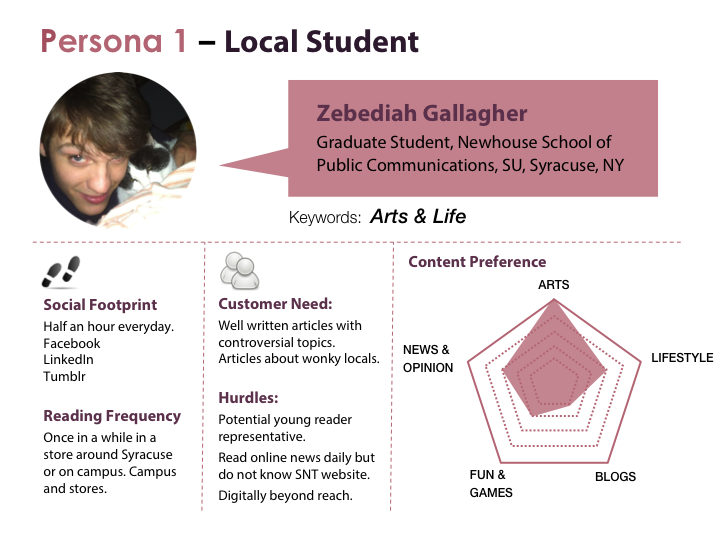 Persona 1 – Local Student
Zebediah Gallagher
Graduate Student, Newhouse School of
Public Communications, SU, Syracuse, NY
Keywords: Arts & Life
Social Footprint
Half an hour everyday.
Facebook
LinkedIn
Tumblr
Reading Frequency
Once in a while in a
store around Syracuse
or on campus. Campus
and stores.
Customer Need:
Well written articles with
controversial topics.
Articles about wonky locals.
Hurdles:
Potential young reader
representative.
Read online news daily but
do not know SNT website.
Digitally beyond reach.
Content Preference
ARTS
NEWS &
OPINION
LIFESTYLE
FUN &
GAMES
BLOGS